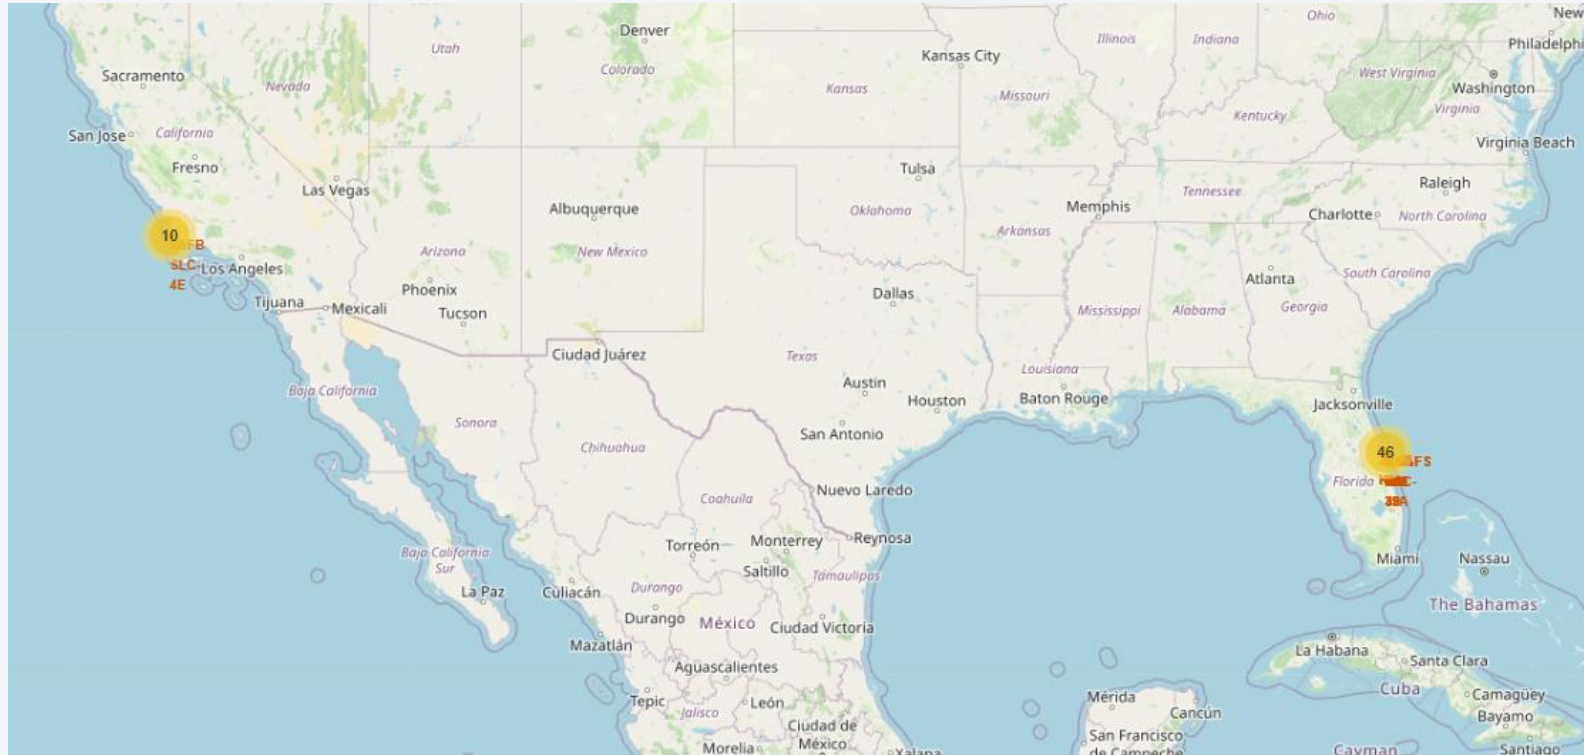 Ohio
New
Denver
Philadelphi
Utah
Illinois
Indiana
Kansas City
Colorado
Sacramento
West Virginia
Nevada
Kansas
Washington
Missouri
Virginia
Kentucky
San Jose
California
Virginia Beach
Fresno
Tulsa
Las Vegas
Raleigh
Tennessee
Albuquerque
Memphis
Oklahoma
Charlotte
North Carolina
Arkansas
10
Arizona
New Mexico
SLC-
Los Angeles
4E
South Carolina
Atlanta
Phoenix
Dallas
Tijuana
Mexicali
Tucson
Mississippi
Alabama
Georgia
Ciudad Juárez
Texas
Louisiana
Austin
Baja California
Houston
Baton Rouge
Jacksonville
Sonora
San Antonio
Chihuahua
46
Florida
Nuevo Laredo
Coahuila
Torreón
Monterrey
Reynosa
Baja California
Sur
Saltillo
Tamaulipas
Miami
Nassau
La Paz
Culiacán
Durango
The Bahamas
Durango
México
Ciudad Victoria
Mazatlán
La Habana
Aguascalientes
Santa Clara
Cuba
Tepic
León
Mérida
Camagüey
Jalisco
Cancún
Bayamo
Ciudad de
México
San Francisco
de Campeche
Morelia
Xalapa
Cayman
Santiago